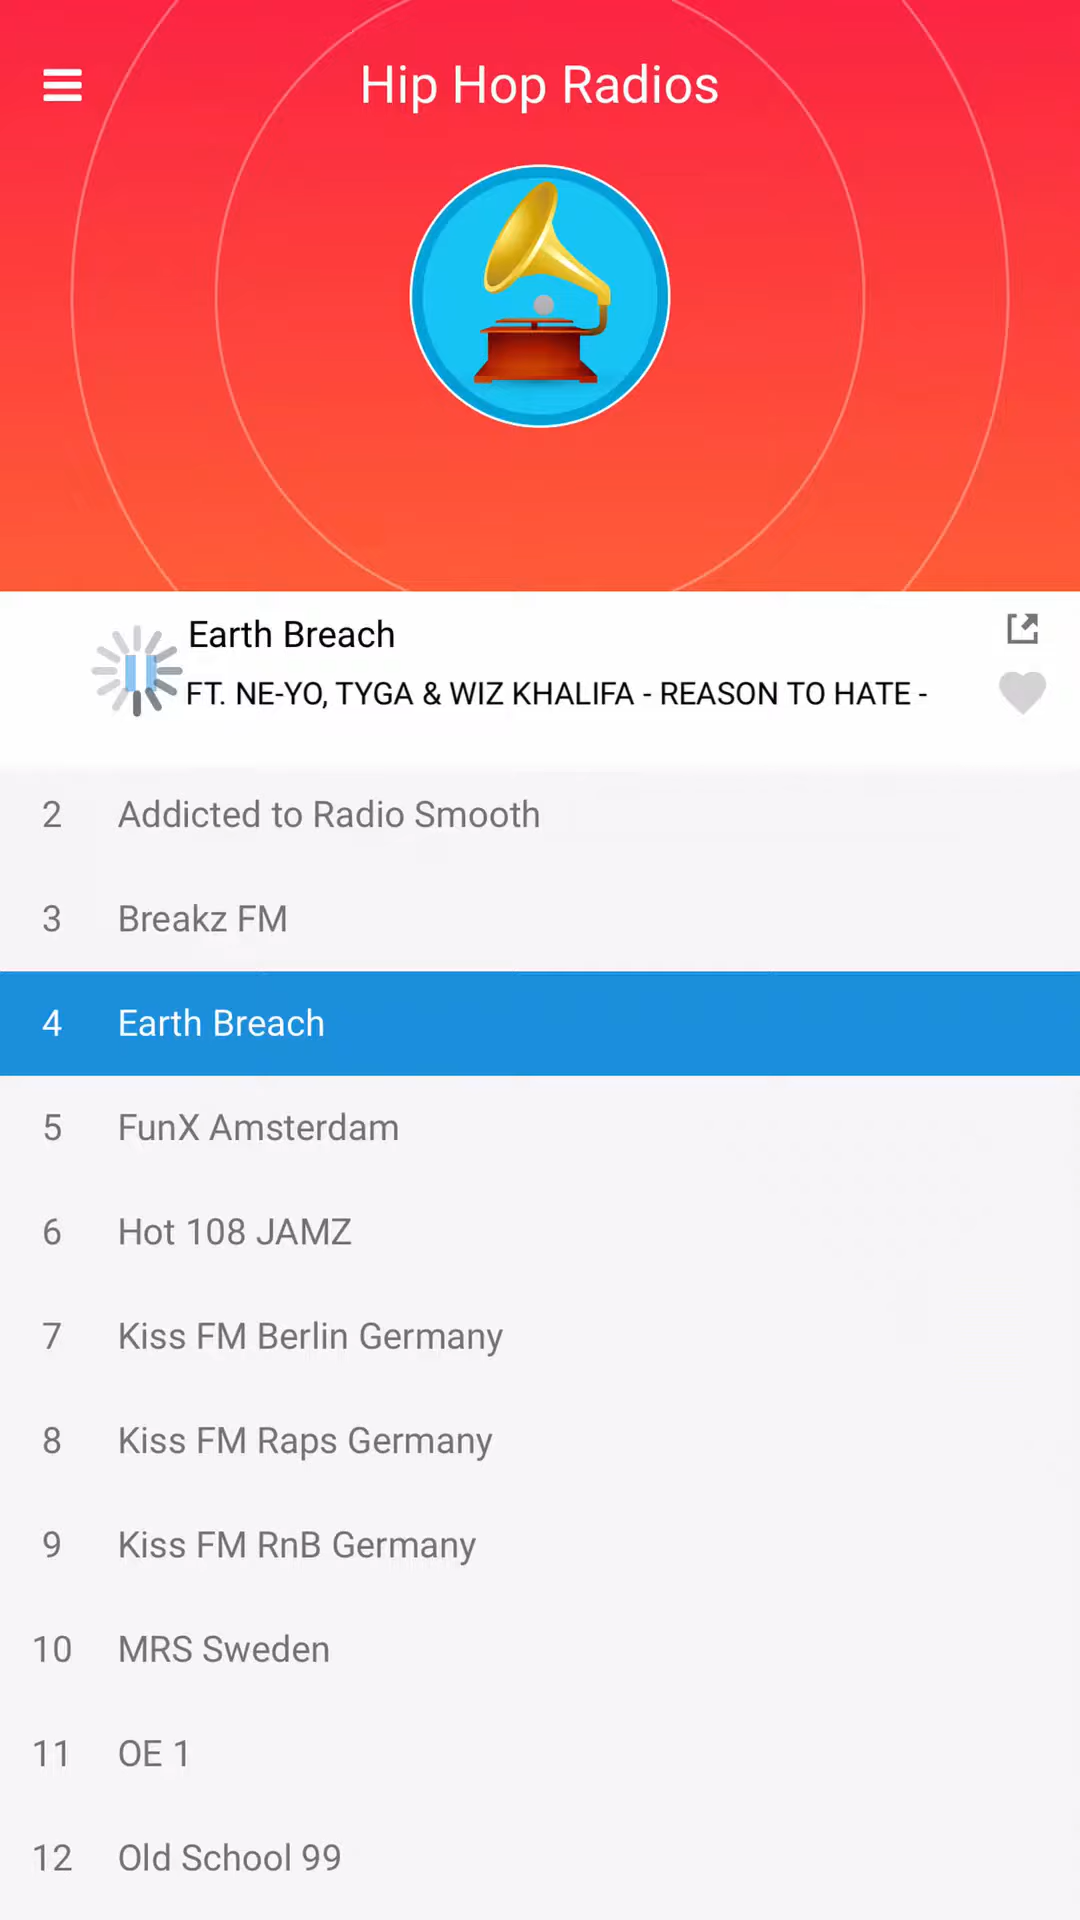 Hip Hop Radios
Earth Breach
FT. NE-YO, TYGA & WIZ KHALIFA - REASON TO HATE -
2 Addicted to Radio Smooth
3 Breakz FM
4 Earth Breach
5 FunX Amsterdam
6 Hot 108 JAMZ
7 Kiss FM Berlin Germany
8 Kiss FM Raps Germany
9 Kiss FM RnB Germany
10 MRS Sweden
11 OE 1
12 Old School 99